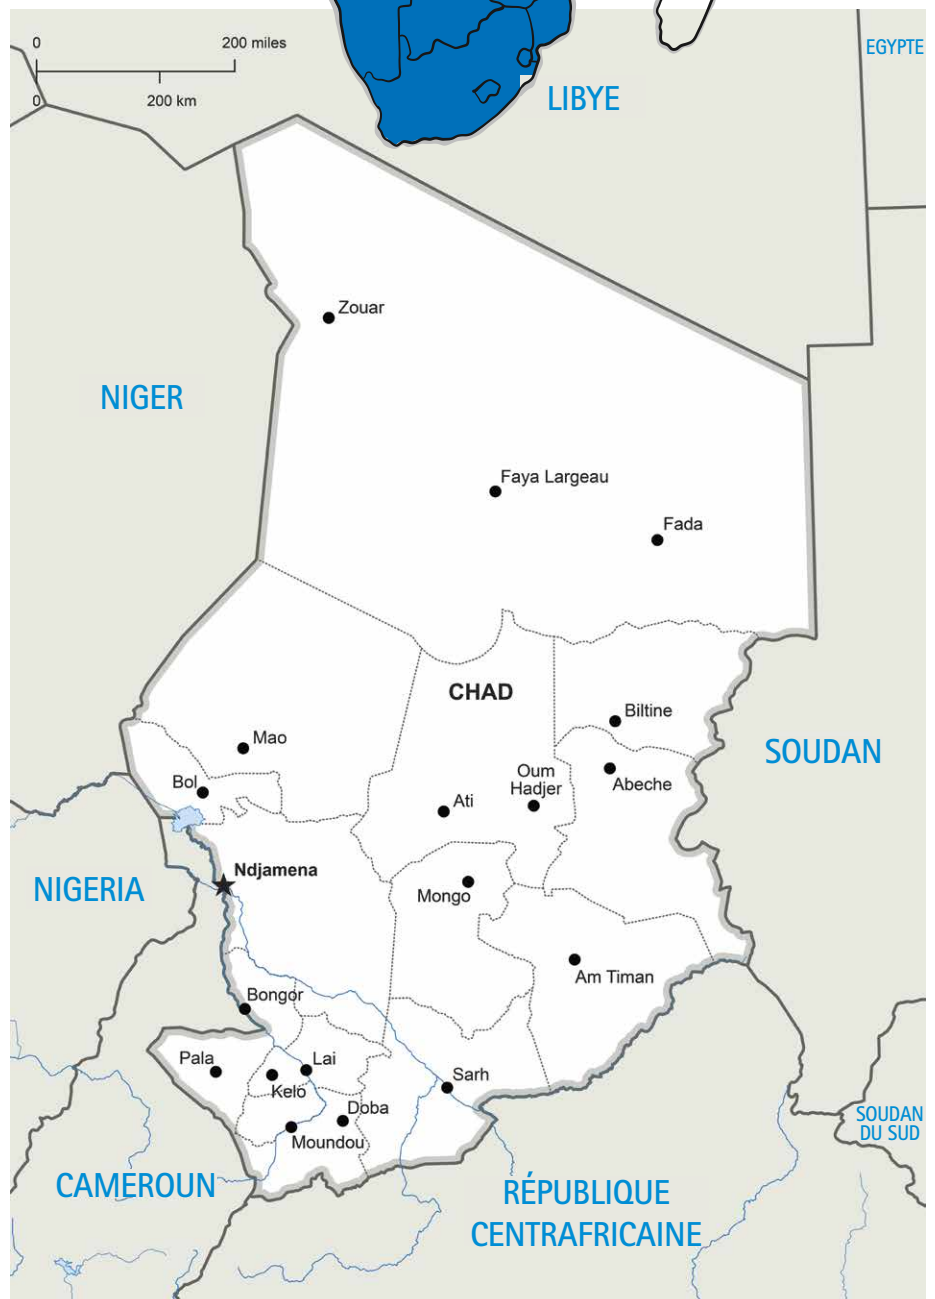 0 200 miles
0 200 km
EGYPTE
LIBYE
Zouar
NIGER
Faya Largeau
Fada
CHAD
Biltine
Mao
SOUDAN
Bol
Oum
Hadjer
Abeche
Ati
Ndjamena
NIGERIA
Mongo
Am Timan
Bongor
Pala
Lai
Kelo
Sarh
Doba
Moundou
SOUDAN
DU SUD
CAMEROUN
RÉPUBLIQUE
CENTRAFRICAINE